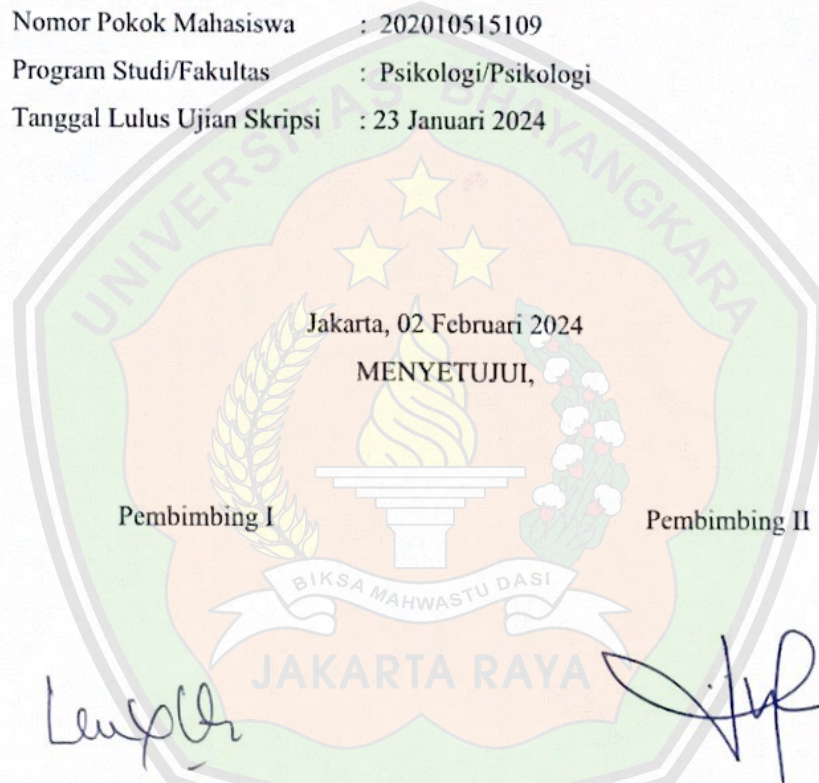 Nomor Pokok Mahasiswa : 202010515109
Program Studi/Fakultas : Psikologi/Psikologi
Tanggal Lulus Ujian Skripsi : 23 Januari 2024
UNIVERSITAS BHAYANGKARA
Jakarta, 02 Februari 2024
MENYETUJUI,
Pembimbing I Pembimbing II
BIKSA MAHWASTU DASI
JAKARTA RAYA